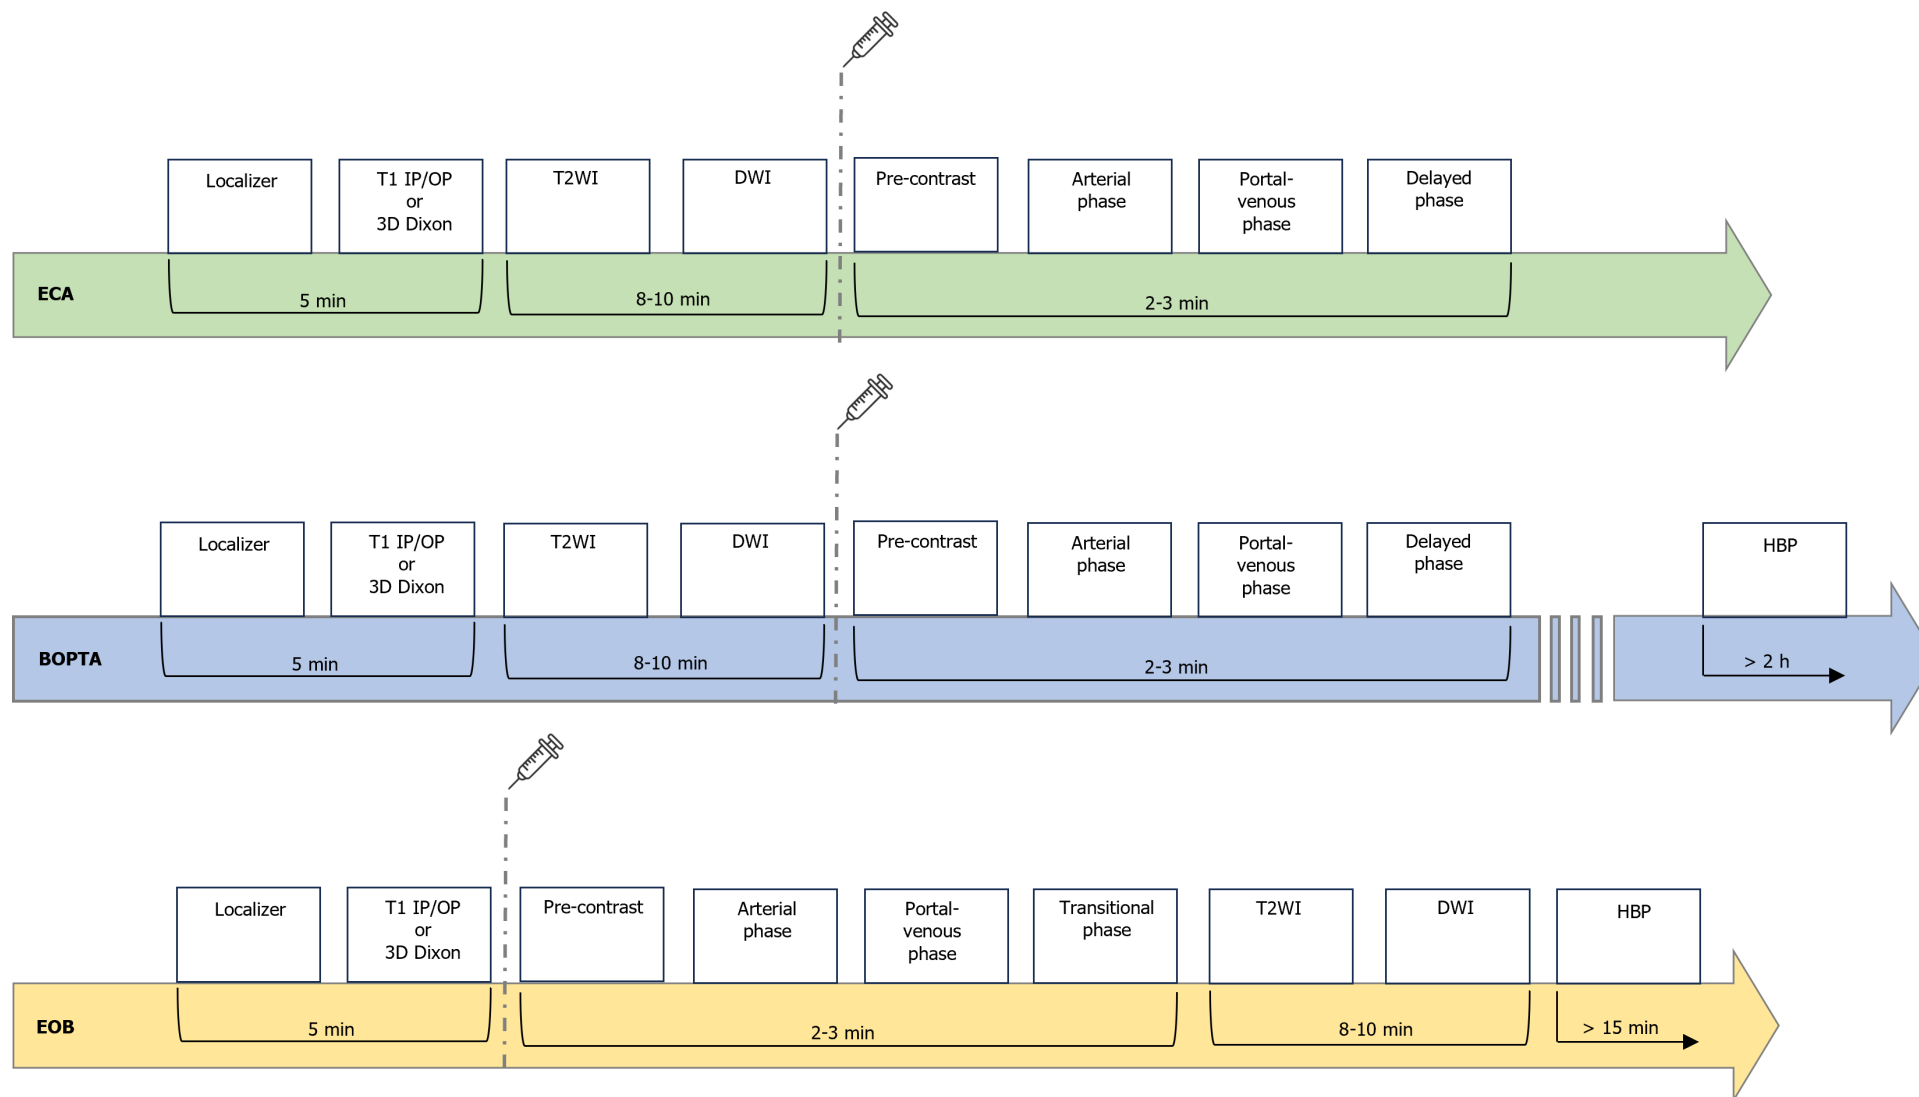 Localizer
T1 IP/OP
or
3D Dixon
T2WI
DWI
Pre-contrast
Arterial
phase
Portal-
venous
phase
Delayed
phase
ECA
5 min
8-10 min
2-3 min
Localizer
T1 IP/OP
or
3D Dixon
T2WI
DWI
Pre-contrast
Arterial
phase
Portal-
venous
phase
Delayed
phase
HBP
BOPTA
5 min
8-10 min
2-3 min
> 2 h
Localizer
T1 IP/OP
or
3D Dixon
Pre-contrast
Arterial
phase
Portal-
venous
phase
Transitional
phase
T2WI
DWI
HBP
EOB
5 min
2-3 min
8-10 min
> 15 min